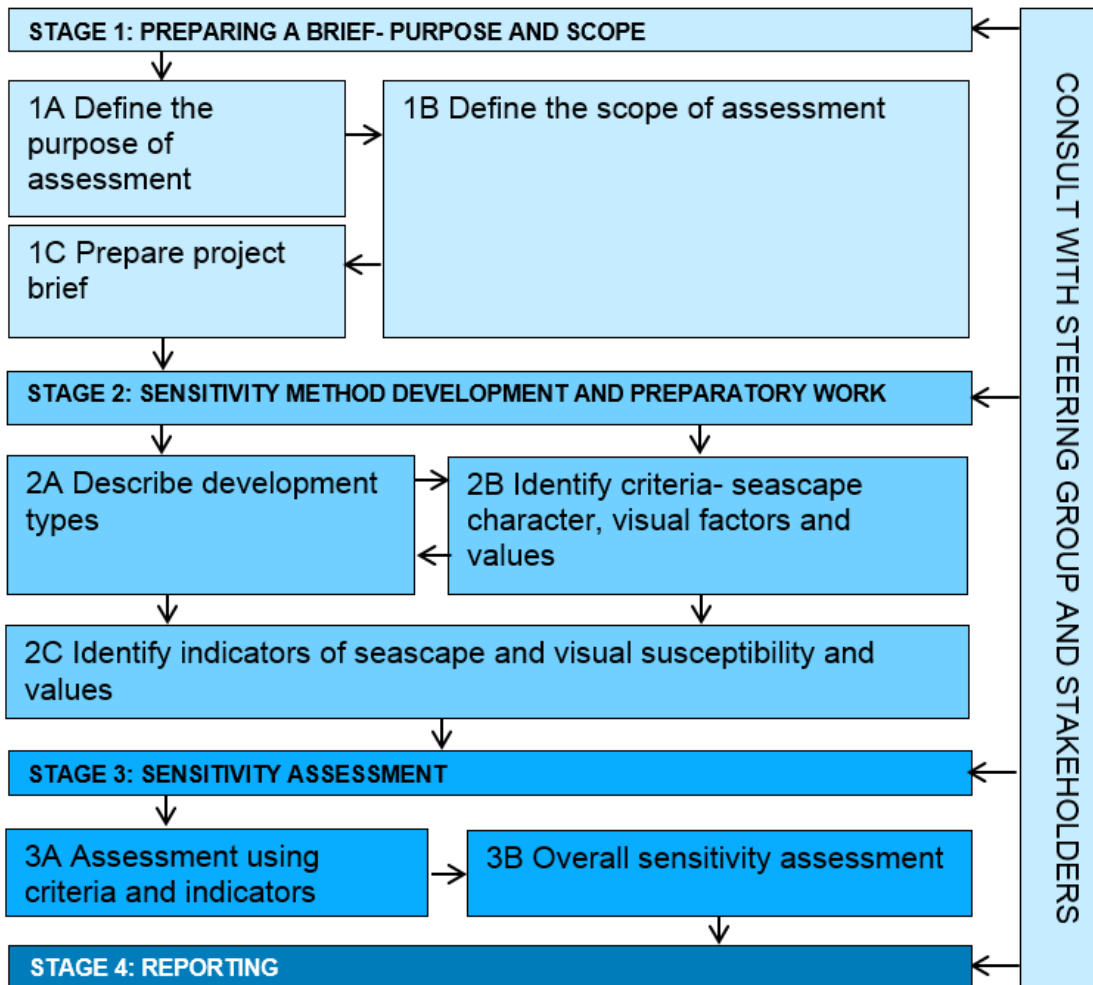 STAGE 1: PREPARING A BRIEF- PURPOSE AND SCOPE
1A Define the
purpose of
assessment
1B Define the scope of assessment
1C Prepare project
brief
STAGE 2: SENSITIVITY METHOD DEVELOPMENT AND PREPARATORY WORK
2A Describe development
types
2B Identify criteria- seascape
character, visual factors and
values
2C Identify indicators of seascape and visual susceptibility and
values
STAGE 3: SENSITIVITY ASSESSMENT
3A Assessment using
criteria and indicators
3B Overall sensitivity assessment
STAGE 4: REPORTING
CONSULT WITH STEERING GROUP AND STAKEHOLDERS